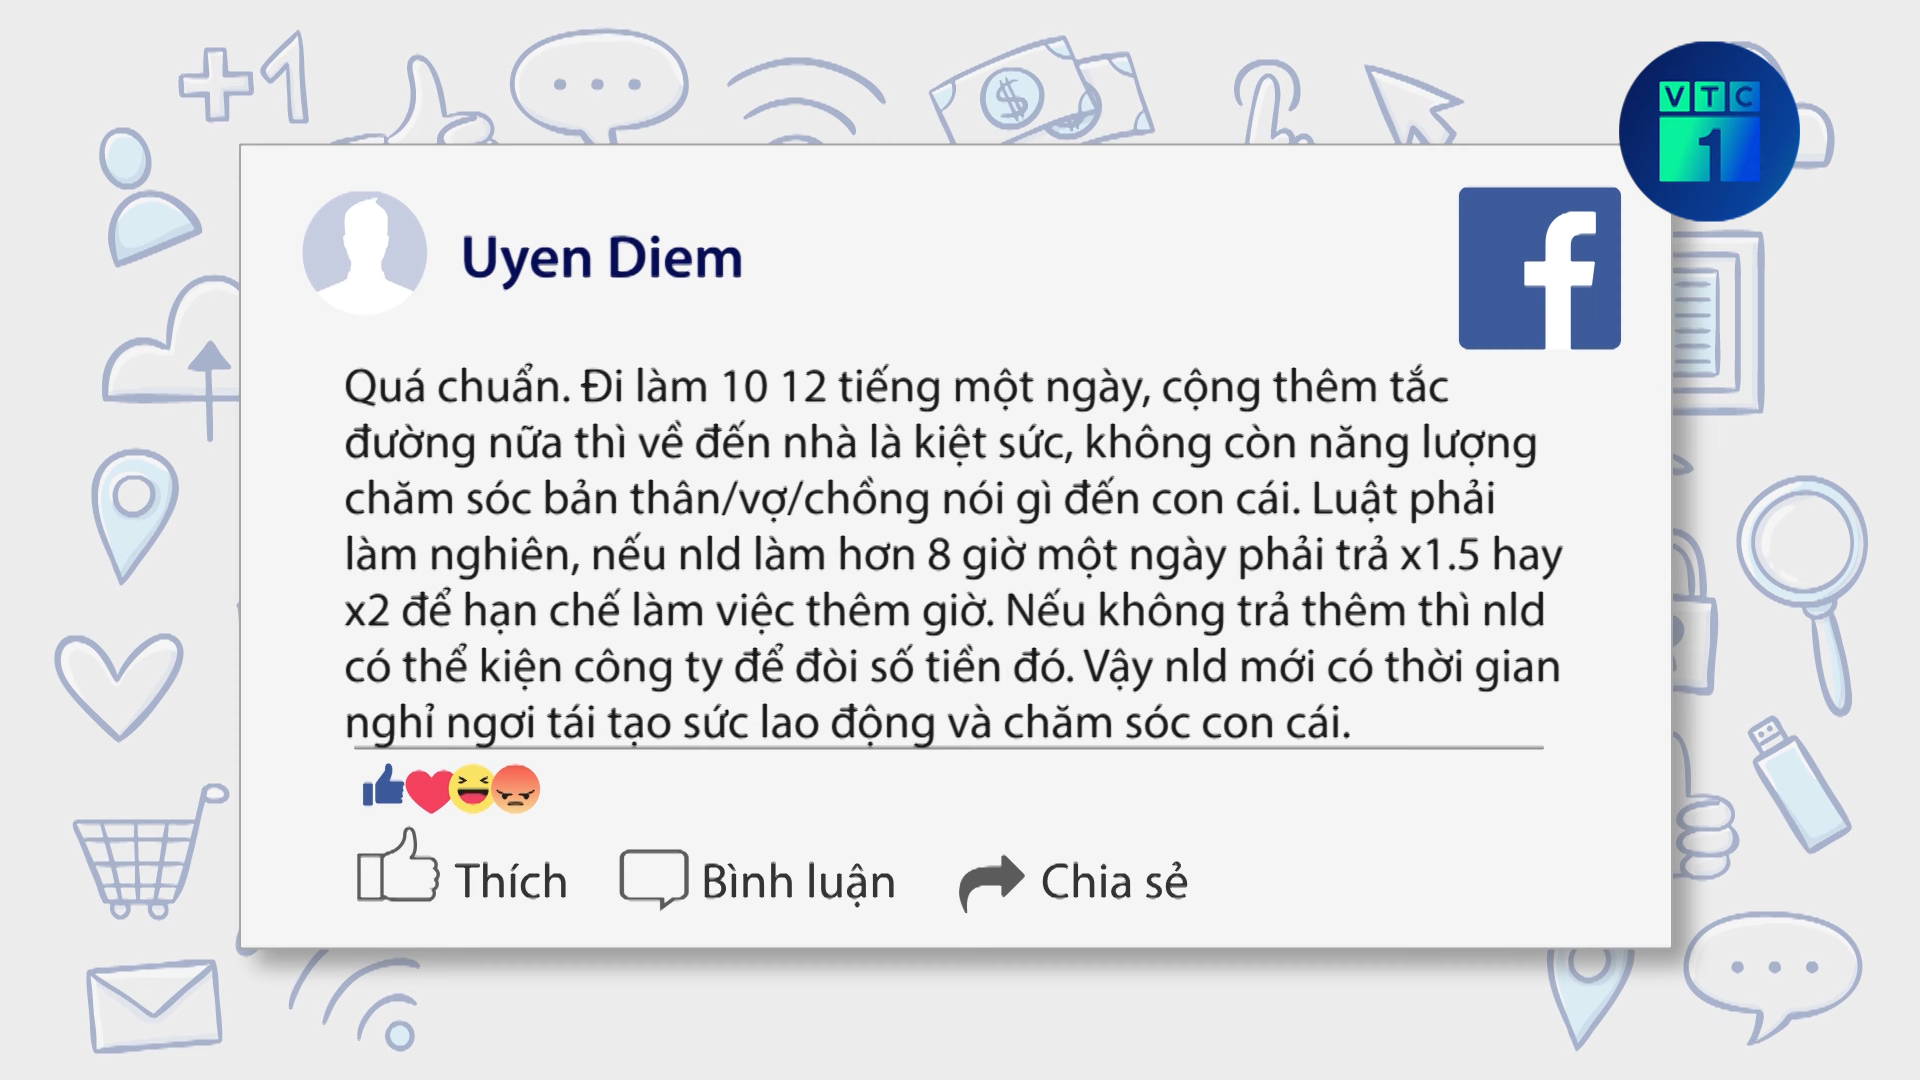 +1
VTC
1
Uyen Diem
f
Quá chuẩn. Đi làm 10 12 tiếng một ngày, cộng thêm tắc
đường nữa thì về đến nhà là kiệt sức, không còn năng lượng
chăm sóc bản thân/vợ/chồng nói gì đến con cái. Luật phải
làm nghiên, nếu nld làm hơn 8 giờ một ngày phải trả x1.5 hay
x2 để hạn chế làm việc thêm giờ. Nếu không trả thêm thì nld
có thể kiện công ty để đòi số tiền đó. Vậy nld mới có thời gian
nghỉ ngơi tái tạo sức lao động và chăm sóc con cái.
Thích Bình luận Chia sẻ